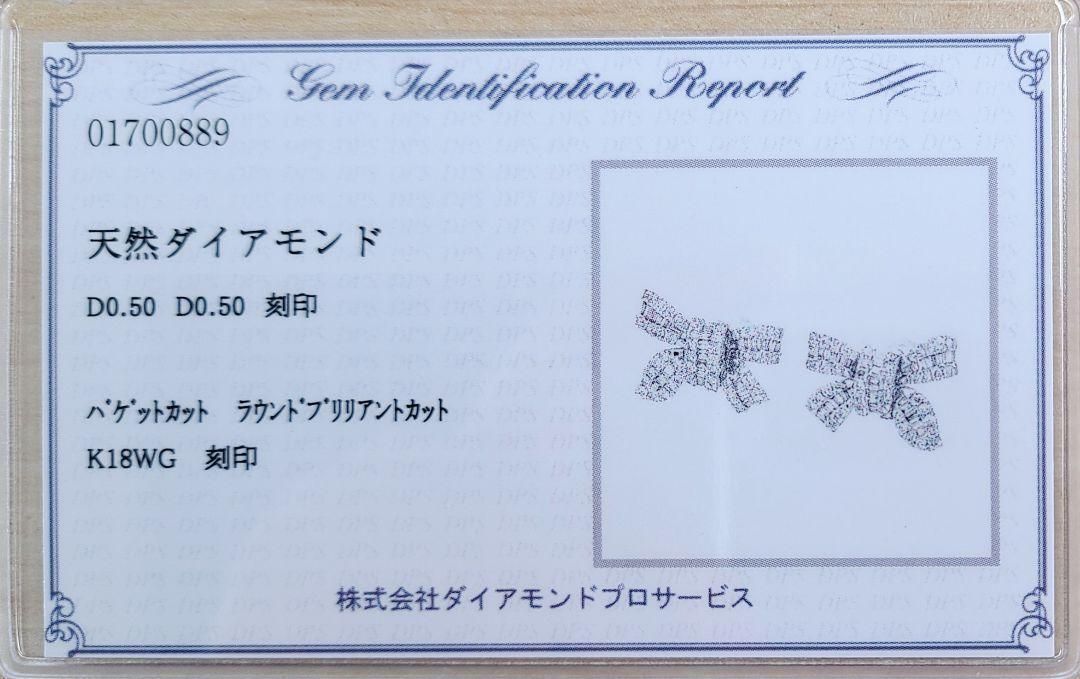 Gem Identification Report
01700889
天然ダイアモンド
D0.50 D0.50 刻印
ﾊﾞｹﾞｯﾄｶｯﾄ ﾗｳﾝﾄﾞﾌﾞﾘﾘｱﾝﾄｶｯﾄ
K18WG 刻印
株式会社ダイアモンドプロサービス